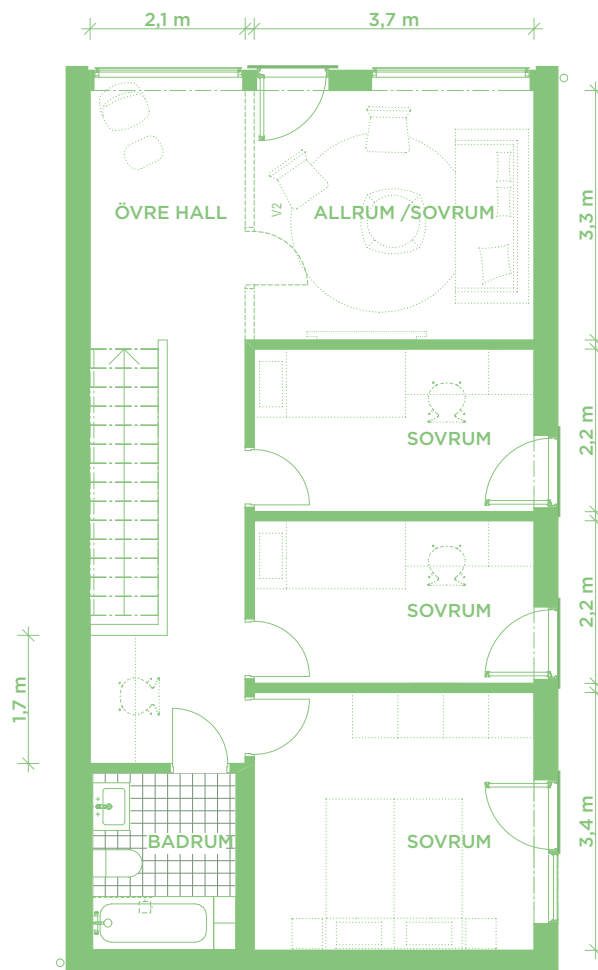 2,1 m 3,7 m
ÖVRE HALL
V2
ALLRUM /SOVRUM
3,3 m
SOVRUM
2,2 m
SOVRUM
2,2 m
1,7 m
BADRUM
SOVRUM
3,4 m